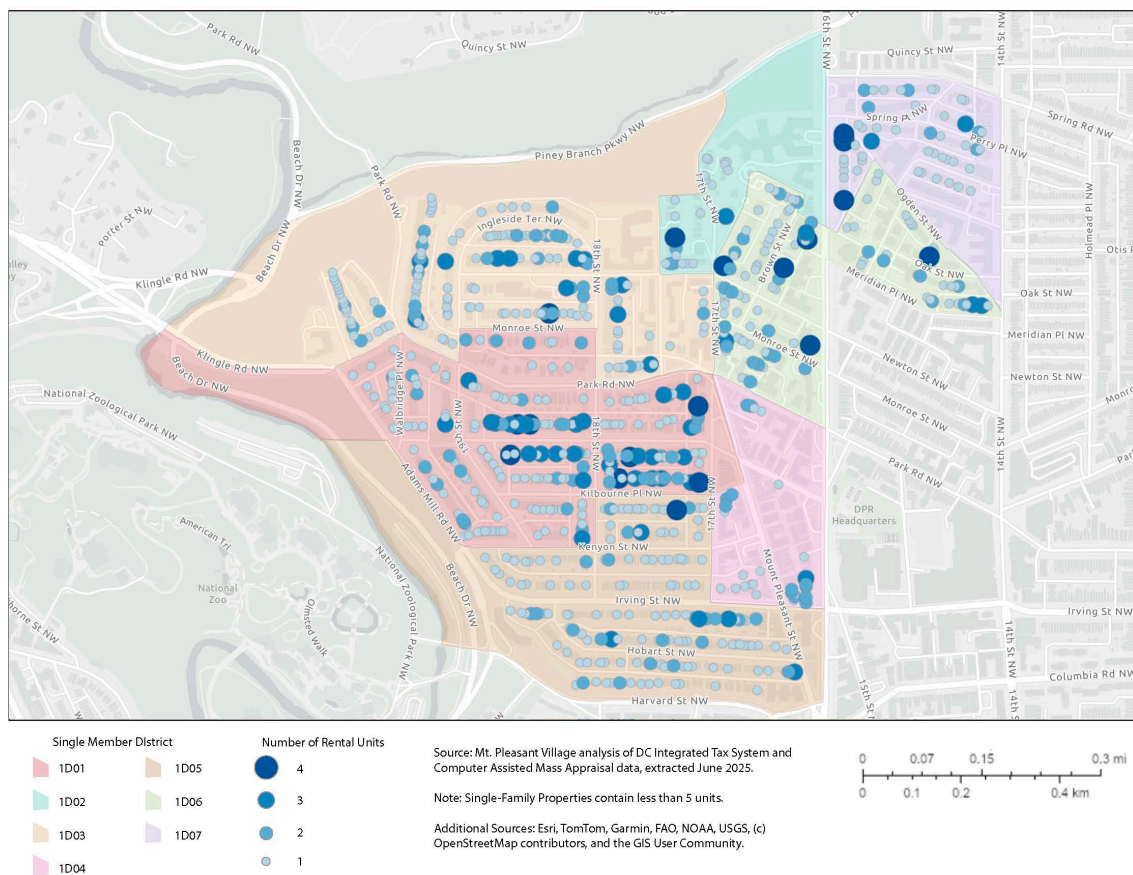 Park Rd NW
Quincy St NW
16th St NW
14th St NW
Quincy St NW
Spring Pl NW
Spring Rd NW
Perry Pl NW
Piney Branch Pkwy NW
Beach Dr NW
Park Rd NW
Porter St NW
Beach Dr NW
Klingle Rd NW
Ingleside Ter NW
18th St NW
17th St NW
Brown St NW
Ogden St NW
Oak St NW
Meridian Pl NW
Holmead Pl NW
Otis
Oak St NW
Meridian Pl NW
Newton St NW
Newton St NW
Monroe St NW
Monroe St NW
17th St NW
Monroe St NW
Klingle Rd NW
Beach Dr NW
Walbridge Pl NW
Park Rd NW
National Zoological Park NW
18th St NW
14th St NW
Park Rd NW
Adams Mill Rd NW
Kilbourne Pl NW
17th St NW
DPR
Headquarters
American Trl
National
Zoo
Olmsted Walk
National Zoological Park NW
Kenyon St NW
Beach Dr NW
Irving St NW
Mount Pleasant St NW
Irving St NW
Hobart St NW
Harvard St NW
15th St NW
14th St NW
Columbia Rd NW
Single Member DIstrict
1D01
1D02
1D03
1D04
1D05
1D06
1D07
Number of Rental Units
4
3
2
1
Source: Mt. Pleasant Village analysis of DC Integrated Tax System and
Computer Assisted Mass Appraisal data, extracted June 2025.
Note: Single-Family Properties contain less than 5 units.
Additional Sources: Esri, TomTom, Garmin, FAO, NOAA, USGS, (c)
OpenStreetMap contributors, and the GIS User Community.
0 0.07 0.15 0.3 mi
0 0.1 0.2 0.4 km